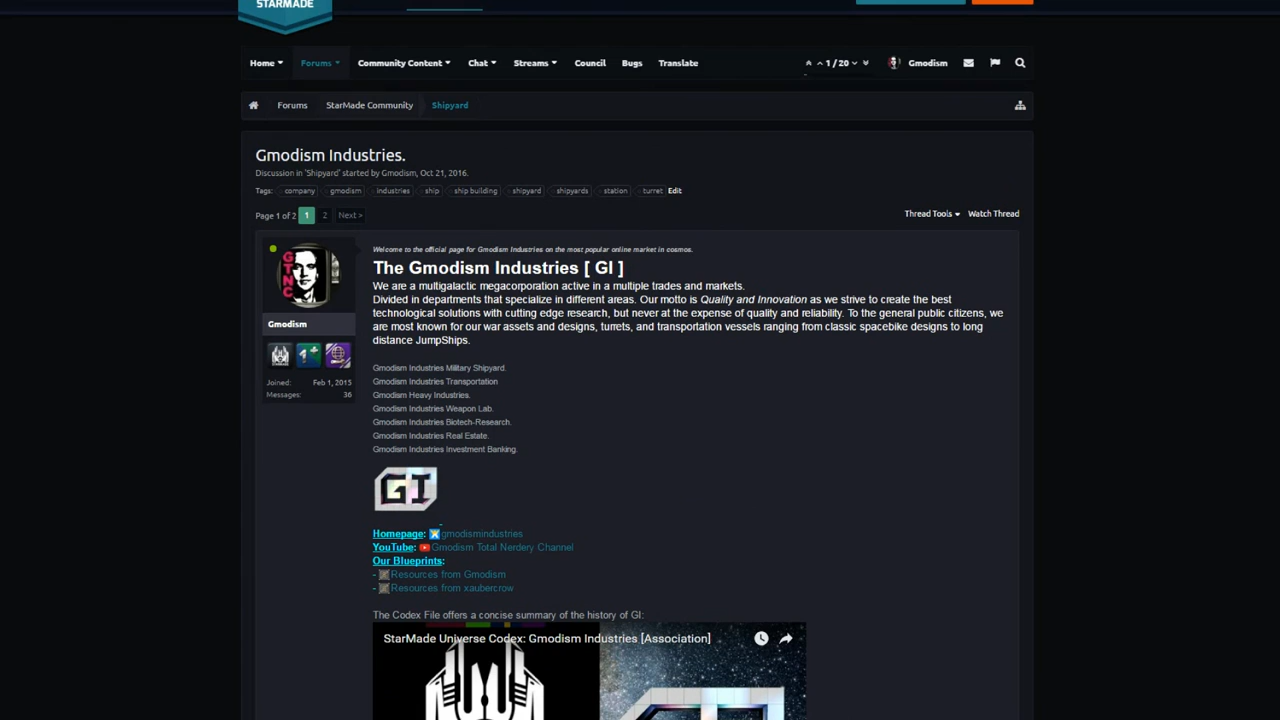 STARMADE
Home Forums Community Content Chat Streams Council Bugs Translate 1 / 20 Gmodism
Forums StarMade Community Shipyard
Gmodism Industries.
Discussion in 'Shipyard' started by Gmodism, Oct 21, 2016.
Tags: company gmodism industries ship ship building shipyard shipyards station turret Edit
Page 1 of 2 1 2 Next > Thread Tools Watch Thread
GTNC
Gmodism
Joined: Feb 1, 2015
Messages: 36
Welcome to the official page for Gmodism Industries on the most popular online market in cosmos.
The Gmodism Industries [ GI ]
We are a multigalactic megacorporation active in a multiple trades and markets.
Divided in departments that specialize in different areas. Our motto is Quality and Innovation as we strive to create the best
technological solutions with cutting edge research, but never at the expense of quality and reliability. To the general public citizens, we
are most known for our war assets and designs, turrets, and transportation vessels ranging from classic spacebike designs to long
distance JumpShips.
Gmodism Industries Military Shipyard.
Gmodism Industries Transportation
Gmodism Heavy Industries.
Gmodism Industries Weapon Lab.
Gmodism Industries Biotech-Research.
Gmodism Industries Real Estate.
Gmodism Industries Investment Banking.
GI
Homepage: gmodismindustries
YouTube: Gmodism Total Nerdery Channel
Our Blueprints:
- Resources from Gmodism
- Resources from xaubercrow
The Codex File offers a concise summary of the history of GI:
StarMade Universe Codex: Gmodism Industries [Association]